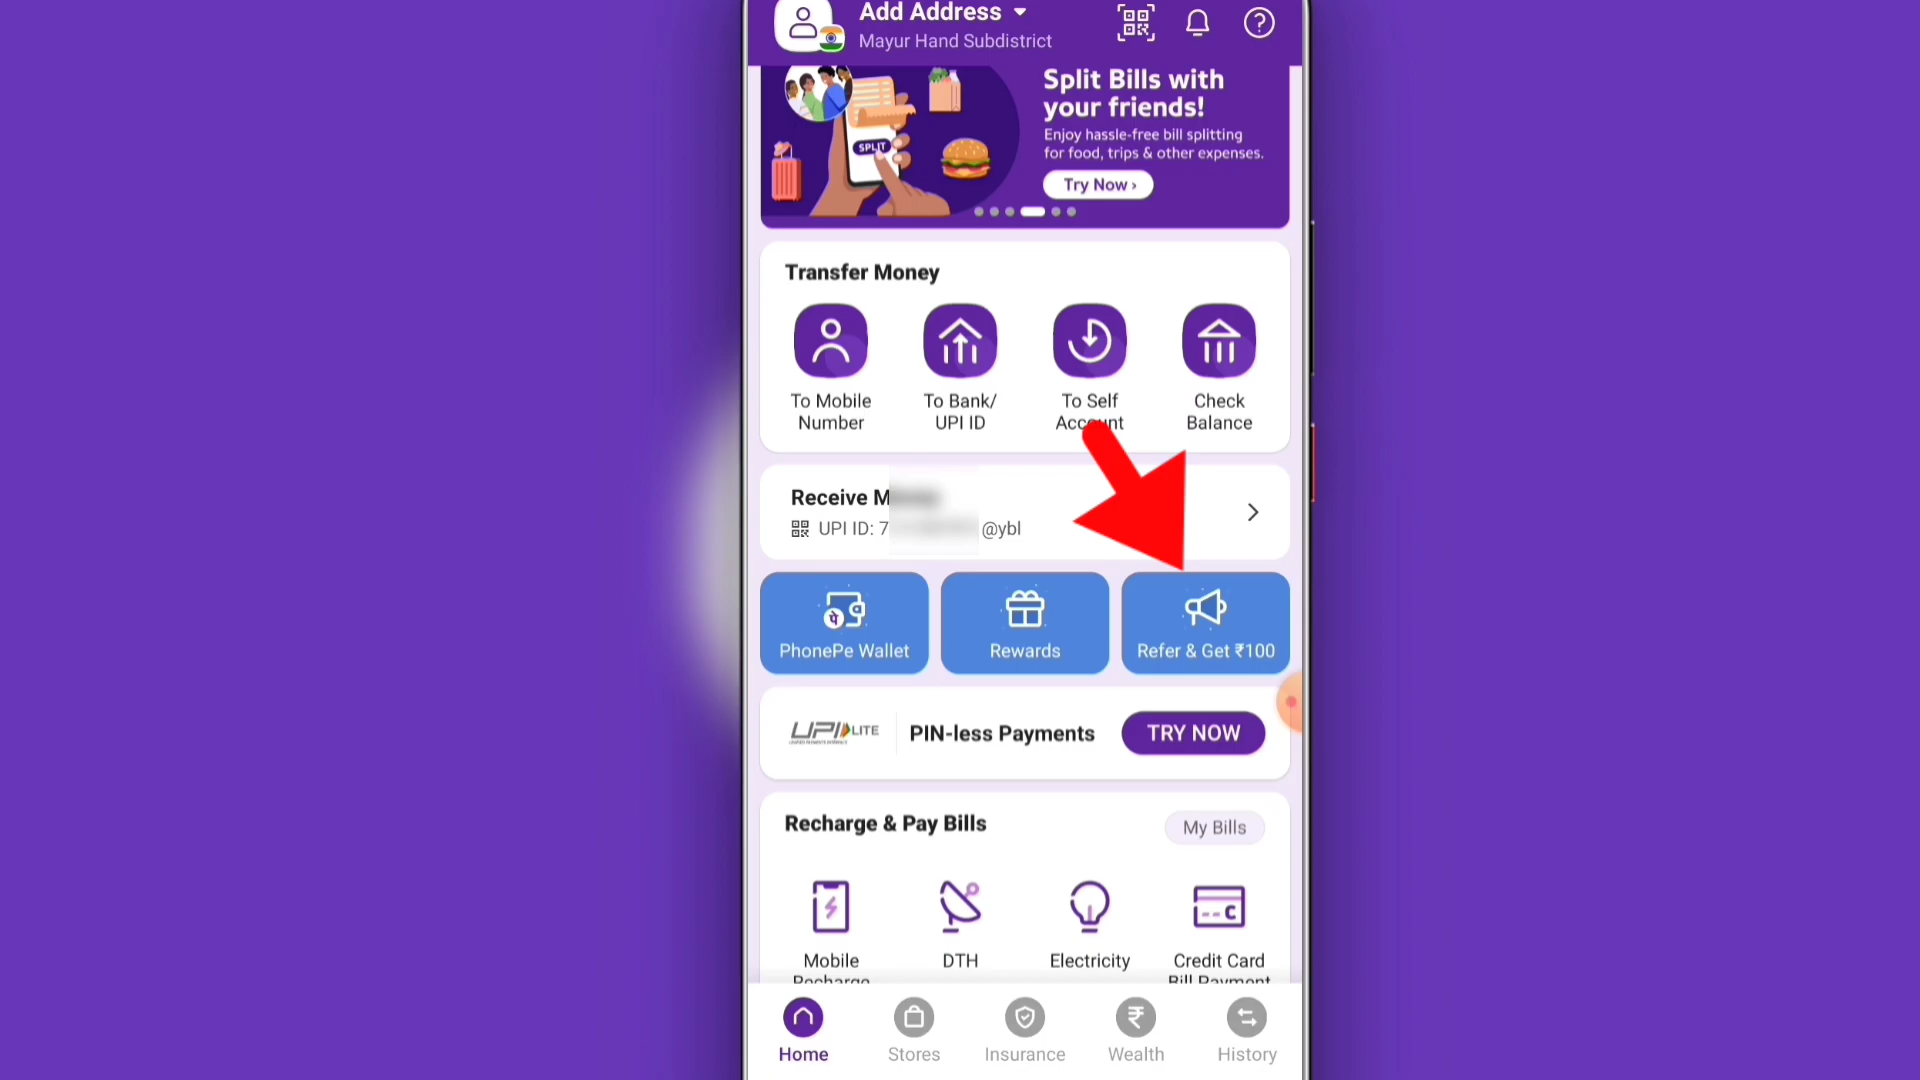 Add Address
Mayur Hand Subdistrict
Split Bills with
your friends!
Enjoy hassle-free bill splitting
for food, trips & other expenses.
Try Now ›
SPLIT
Transfer Money
To Mobile
Number
To Bank/
UPI ID
To Self
Account
Check
Balance
Receive
UPI ID: 7
@ybl
पे
PhonePe Wallet
Rewards
Refer & Get ₹100
UPI LITE
PIN-less Payments
TRY NOW
Recharge & Pay Bills
My Bills
Mobile
Recharge
DTH
Electricity
Credit Card
Bill Payment
Home
Stores
Insurance
Wealth
History